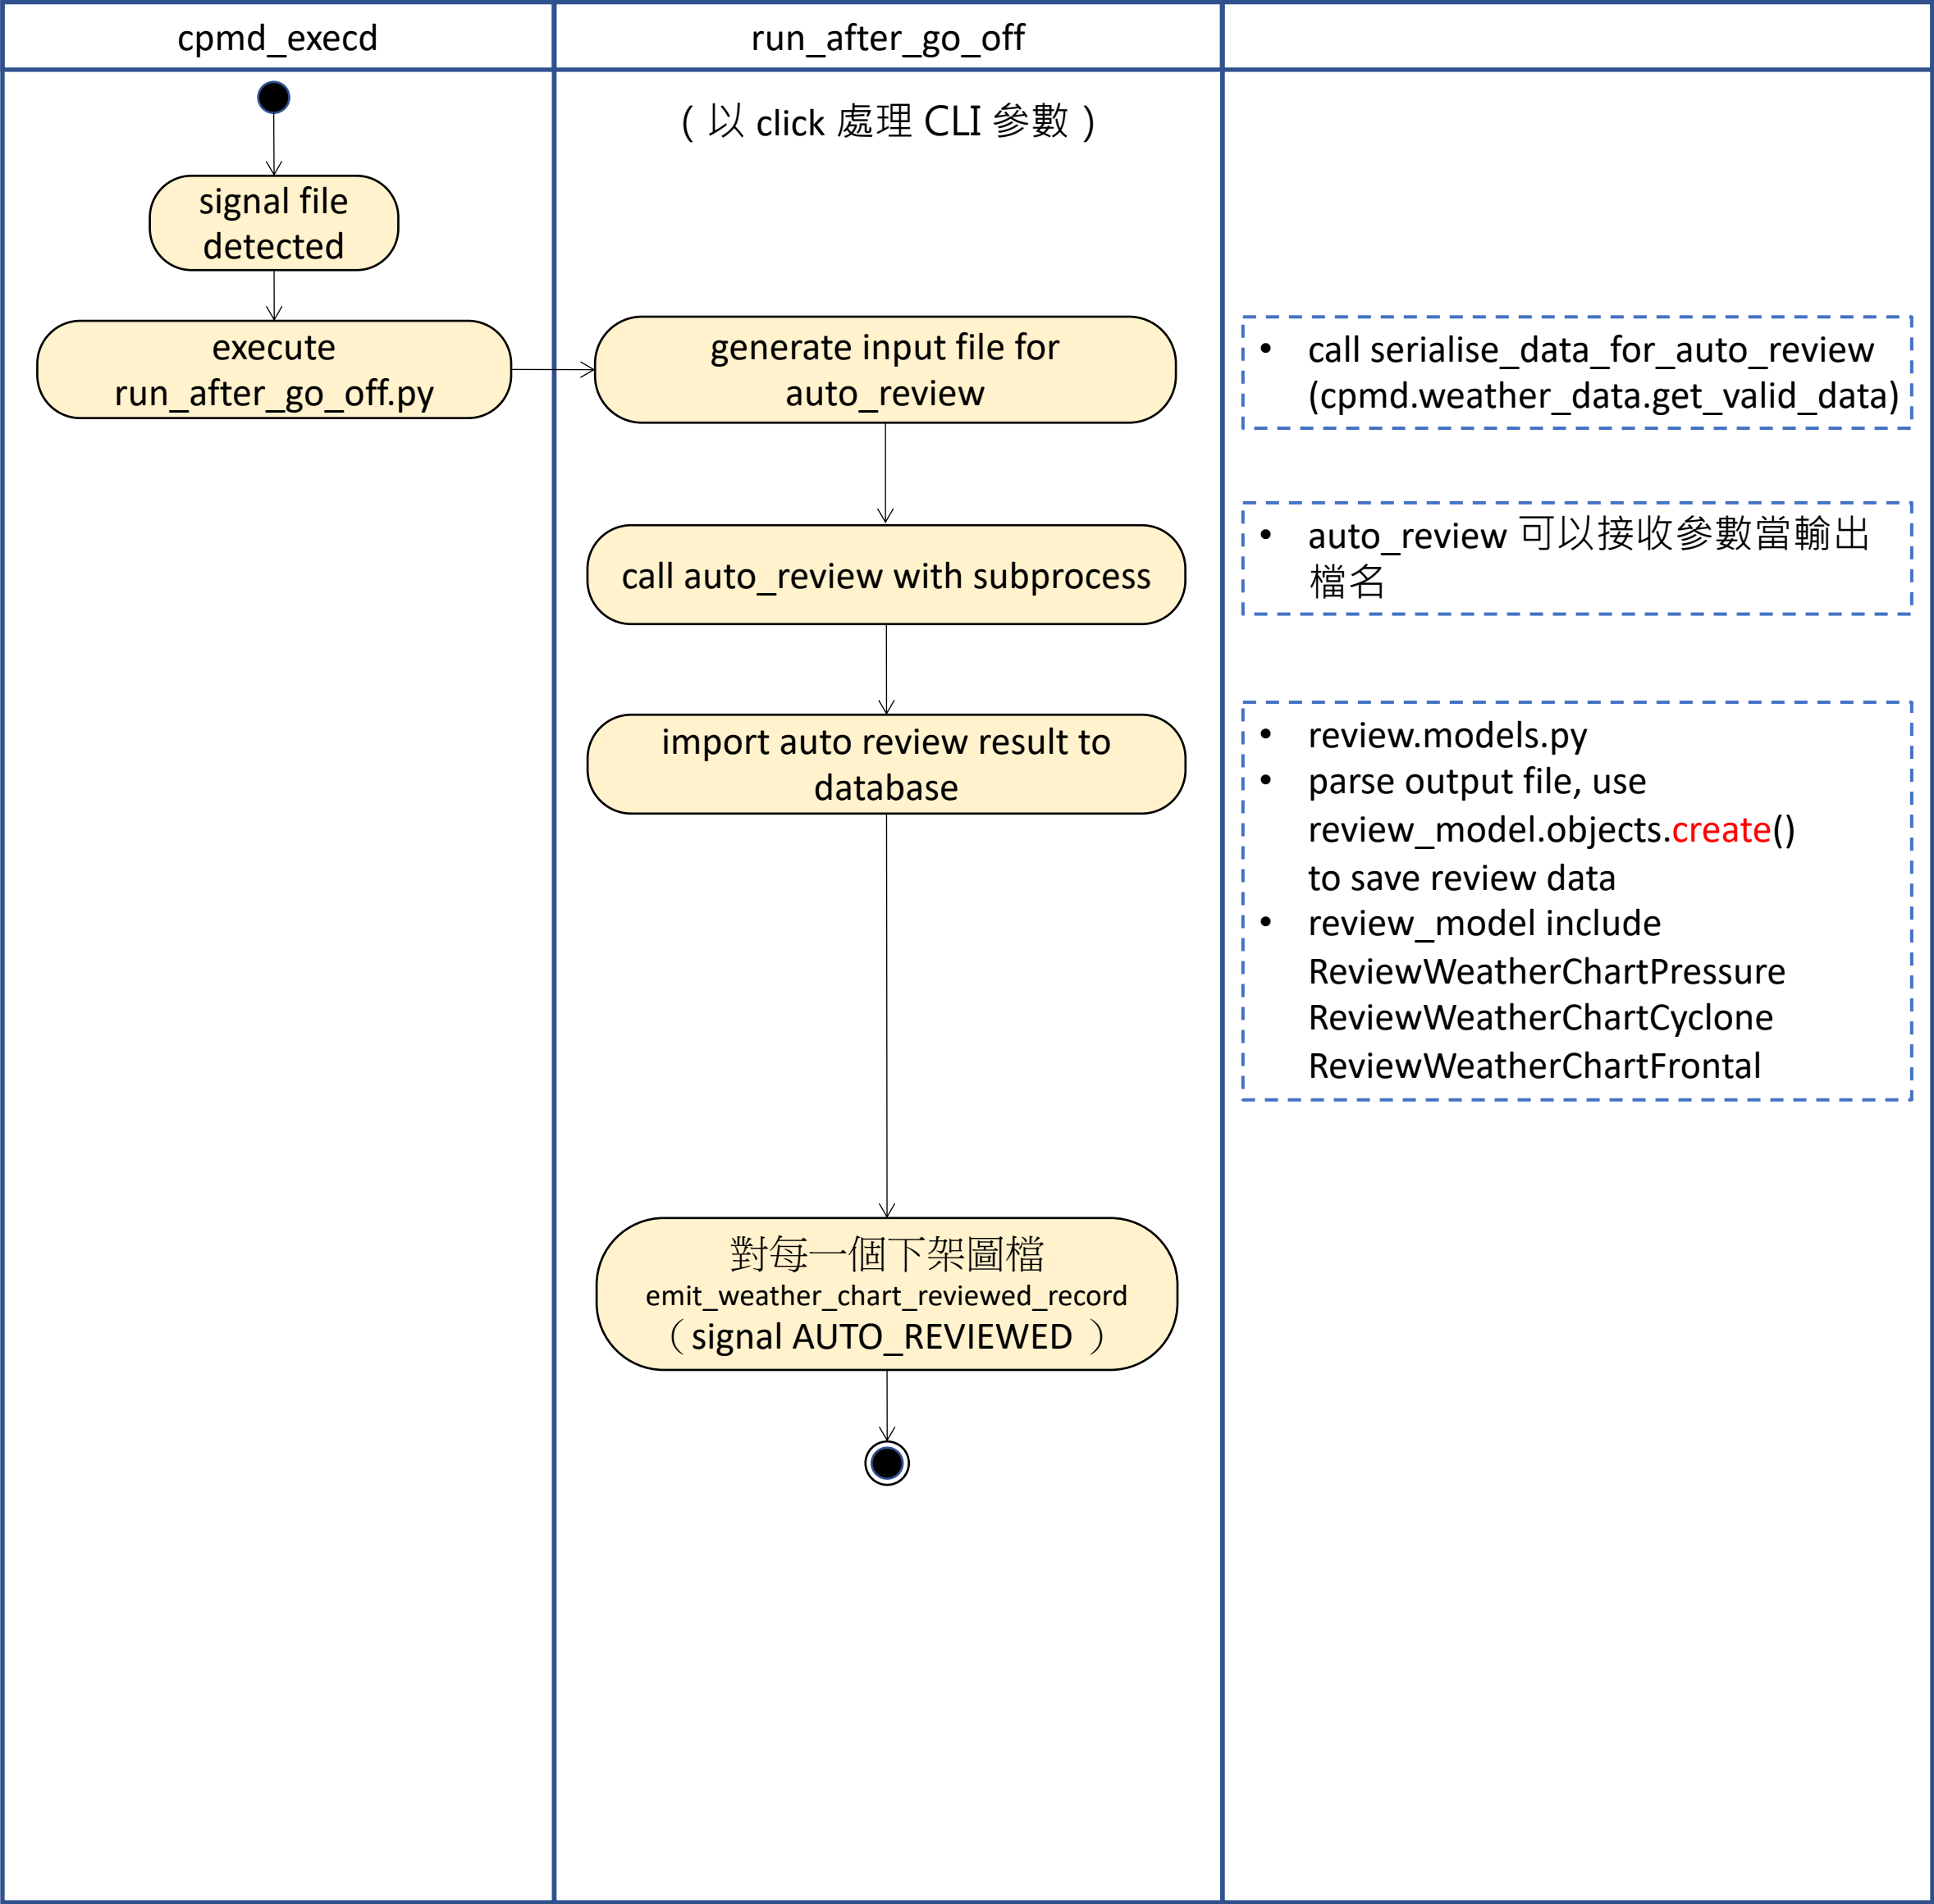 cpmd_execd
run_after_go_off
（以 click 處理 CLI 參數）
signal file
detected
execute
run_after_go_off.py
generate input file for
auto_review
• call serialise_data_for_auto_review
(cpmd.weather_data.get_valid_data)
call auto_review with subprocess
• auto_review 可以接收參數當輸出
檔名
import auto review result to
database
• review.models.py
• parse output file, use
review_model.objects.create()
to save review data
• review_model include
ReviewWeatherChartPressure
ReviewWeatherChartCyclone
ReviewWeatherChartFrontal
對每一個下架圖檔
emit_weather_chart_reviewed_record
（signal AUTO_REVIEWED）